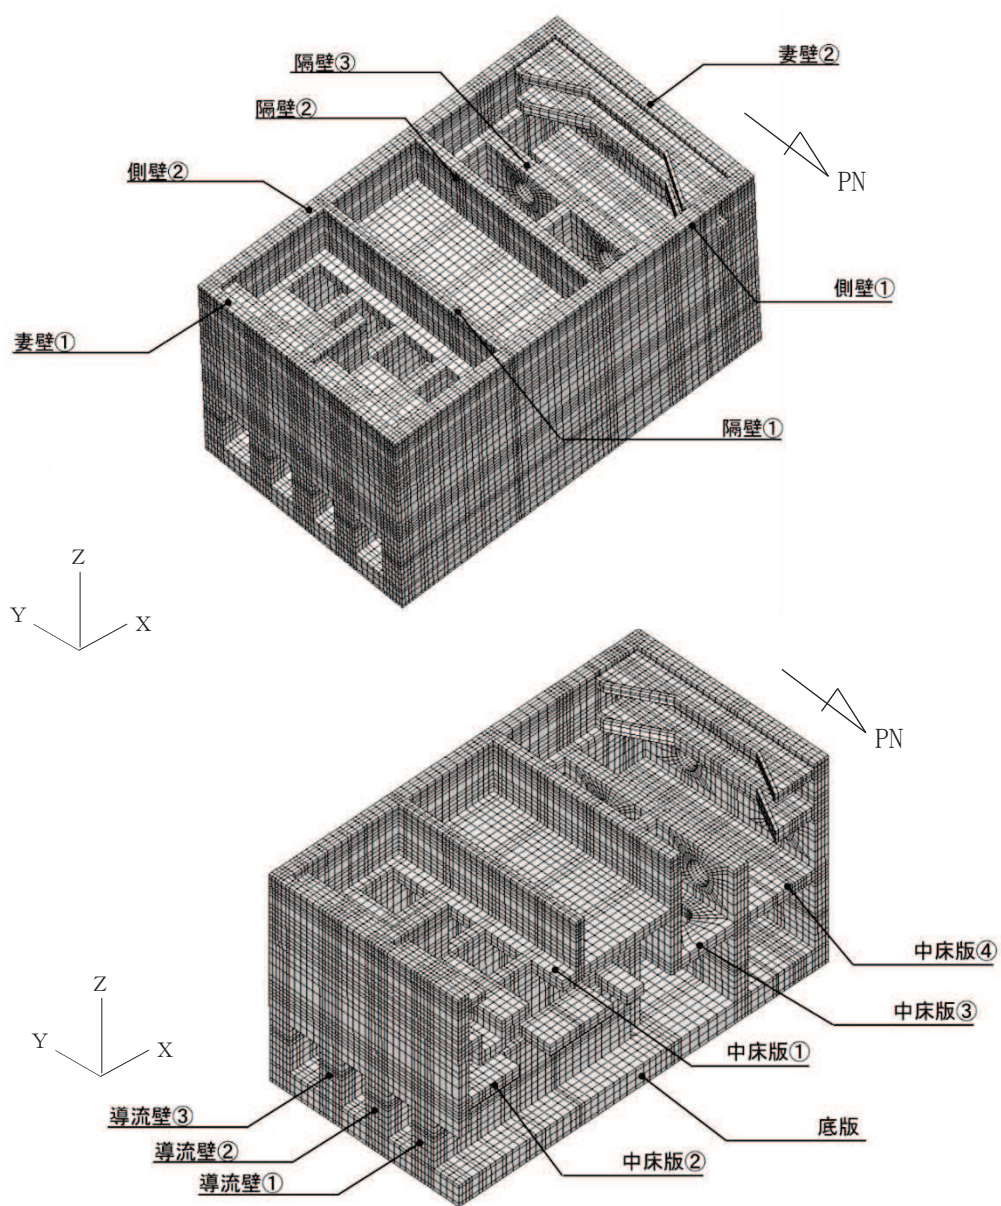 隔壁③
妻壁②
隔壁②
PN
側壁②
側壁①
妻壁①
隔壁①
Z
Y
X
PN
中床版④
中床版③
Z
Y
X
中床版①
導流壁③
底版
導流壁②
中床版②
導流壁①